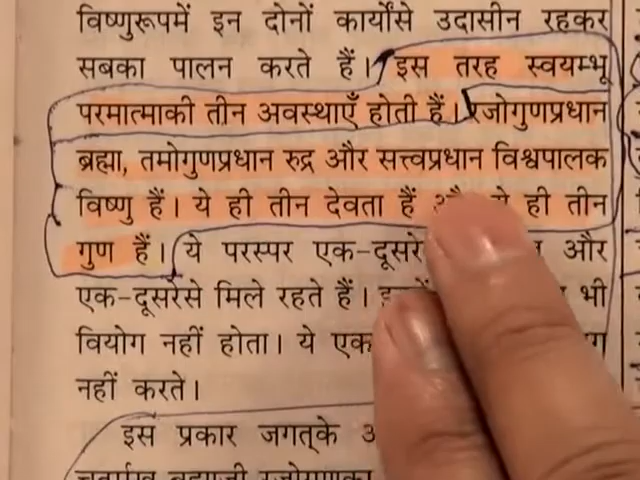 विष्णुरूपमें इन दोनों कार्योंसे उदासीन रहकर
सबका पालन करते हैं। इस तरह स्वयम्भू
परमात्माकी तीन अवस्थाएँ होती हैं। रजोगुणप्रधान
ब्रह्मा, तमोगुणप्रधान रुद्र और सत्त्वप्रधान विश्वपालक
विष्णु हैं। ये ही तीन देवता हैं ही तीन
गुण हैं। ये परस्पर एक-दूसरे और
एक-दूसरेसे मिले रहते हैं। भी
वियोग नहीं होता। ये एक
नहीं करते।
इस प्रकार जगत्के